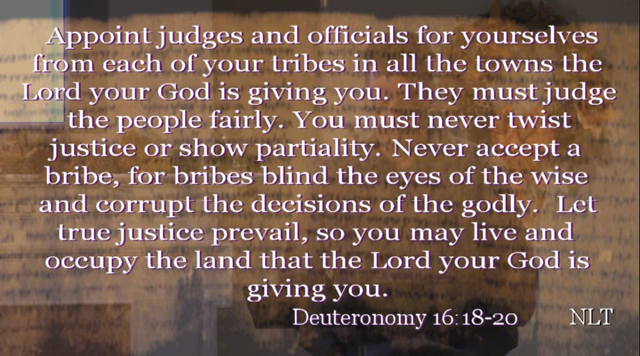 Appoint judges and officials for yourselves
from each of your tribes in all the towns the
Lord your God is giving you. They must judge
the people fairly. You must never twist
justice or show partiality. Never accept a
bribe, for bribes blind the eyes of the wise
and corrupt the decisions of the godly.  Let
true justice prevail, so you may live and
occupy the land that the Lord your God is
giving you.
Deuteronomy 16:18-20 NLT